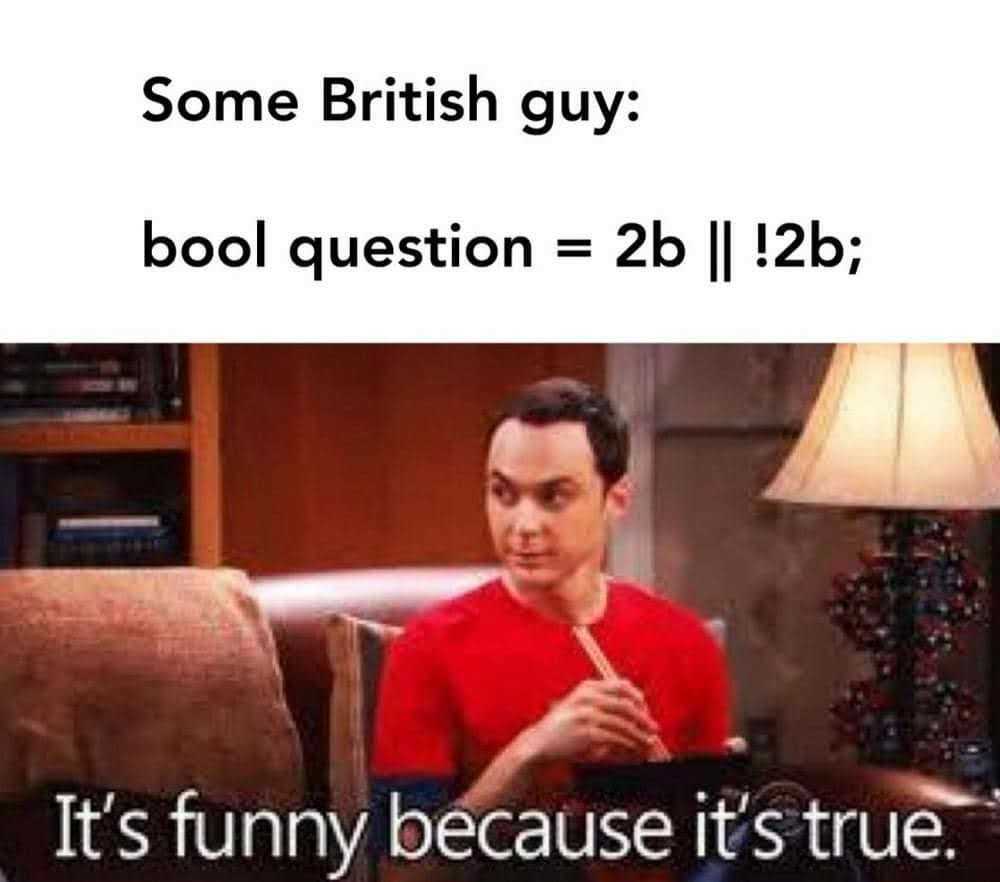 Some British guy:
bool question = 2b || !2b;
It's funny because it's true.